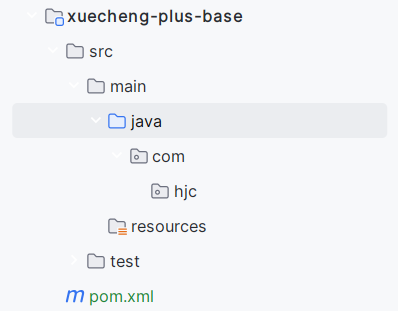 xuecheng-plus-base
src
main
java
com
hjc
resources
test
m pom.xml